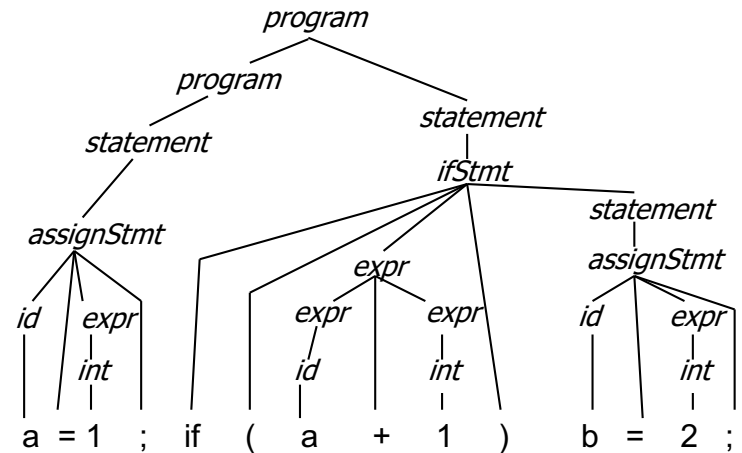 program
program
statement
statement
ifStmt
statement
assignStmt
expr
assignStmt
id expr expr expr id expr
int id int int
a = 1 ; if ( a + 1 ) b = 2 ;